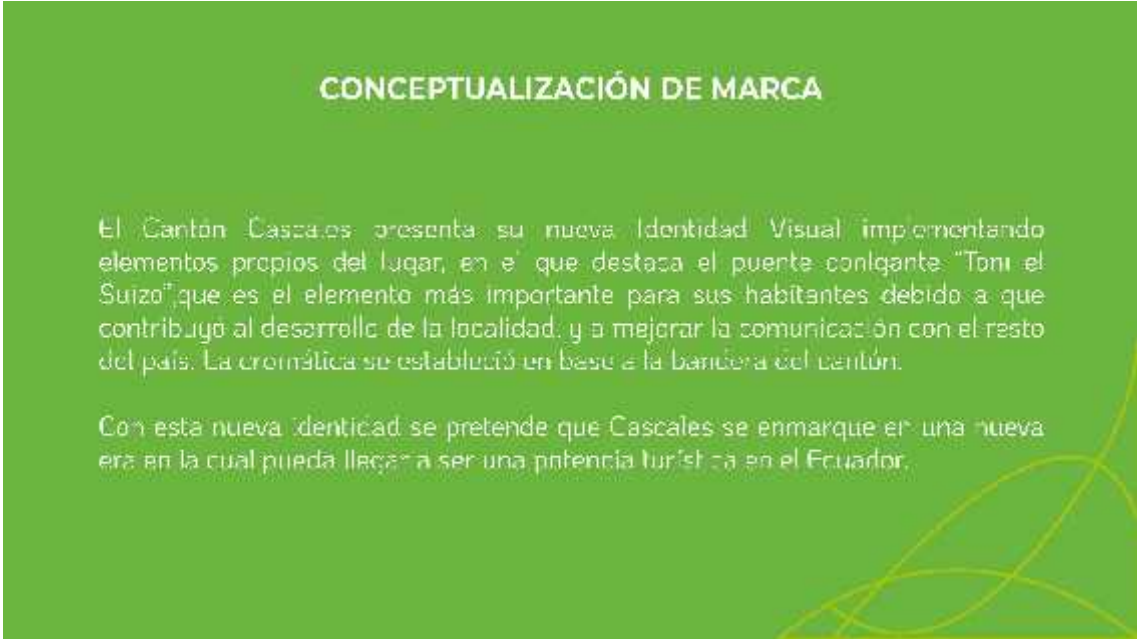 CONCEPTUALIZACIÓN DE MARCA
El Cantón Cascales presenta su nueva Identidad Visual implementando
elementos propios del lugar, en el que destaca el puente conlgante "Toni el
Suizo",que es el elemento más importante para sus habitantes debido a que
contribuyó al desarrollo de la localidad, y a mejorar la comunicación con el resto
del país. La cromática se estableció en base a la bandera del cantón.
Con esta nueva identidad se pretende que Cascales se enmarque en una nueva
era en la cual pueda llegar a ser una potencia turística en el Ecuador.